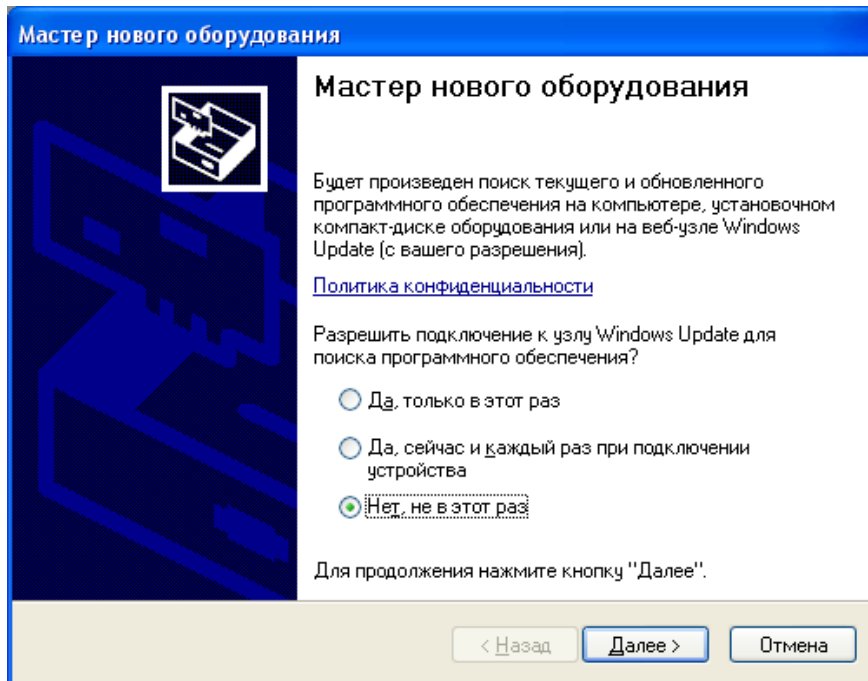 Мастер нового оборудования
Мастер нового оборудования
Будет произведен поиск текущего и обновленного
программного обеспечения на компьютере, установочном
компакт-диске оборудования или на веб-узле Windows
Update (с вашего разрешения).
Политика конфиденциальности
Разрешить подключение к узлу Windows Update для
поиска программного обеспечения?
Да, только в этот раз
Да, сейчас и каждый раз при подключении
устройства
Нет, не в этот раз
Для продолжения нажмите кнопку "Далее".
< Назад
Далее >
Отмена